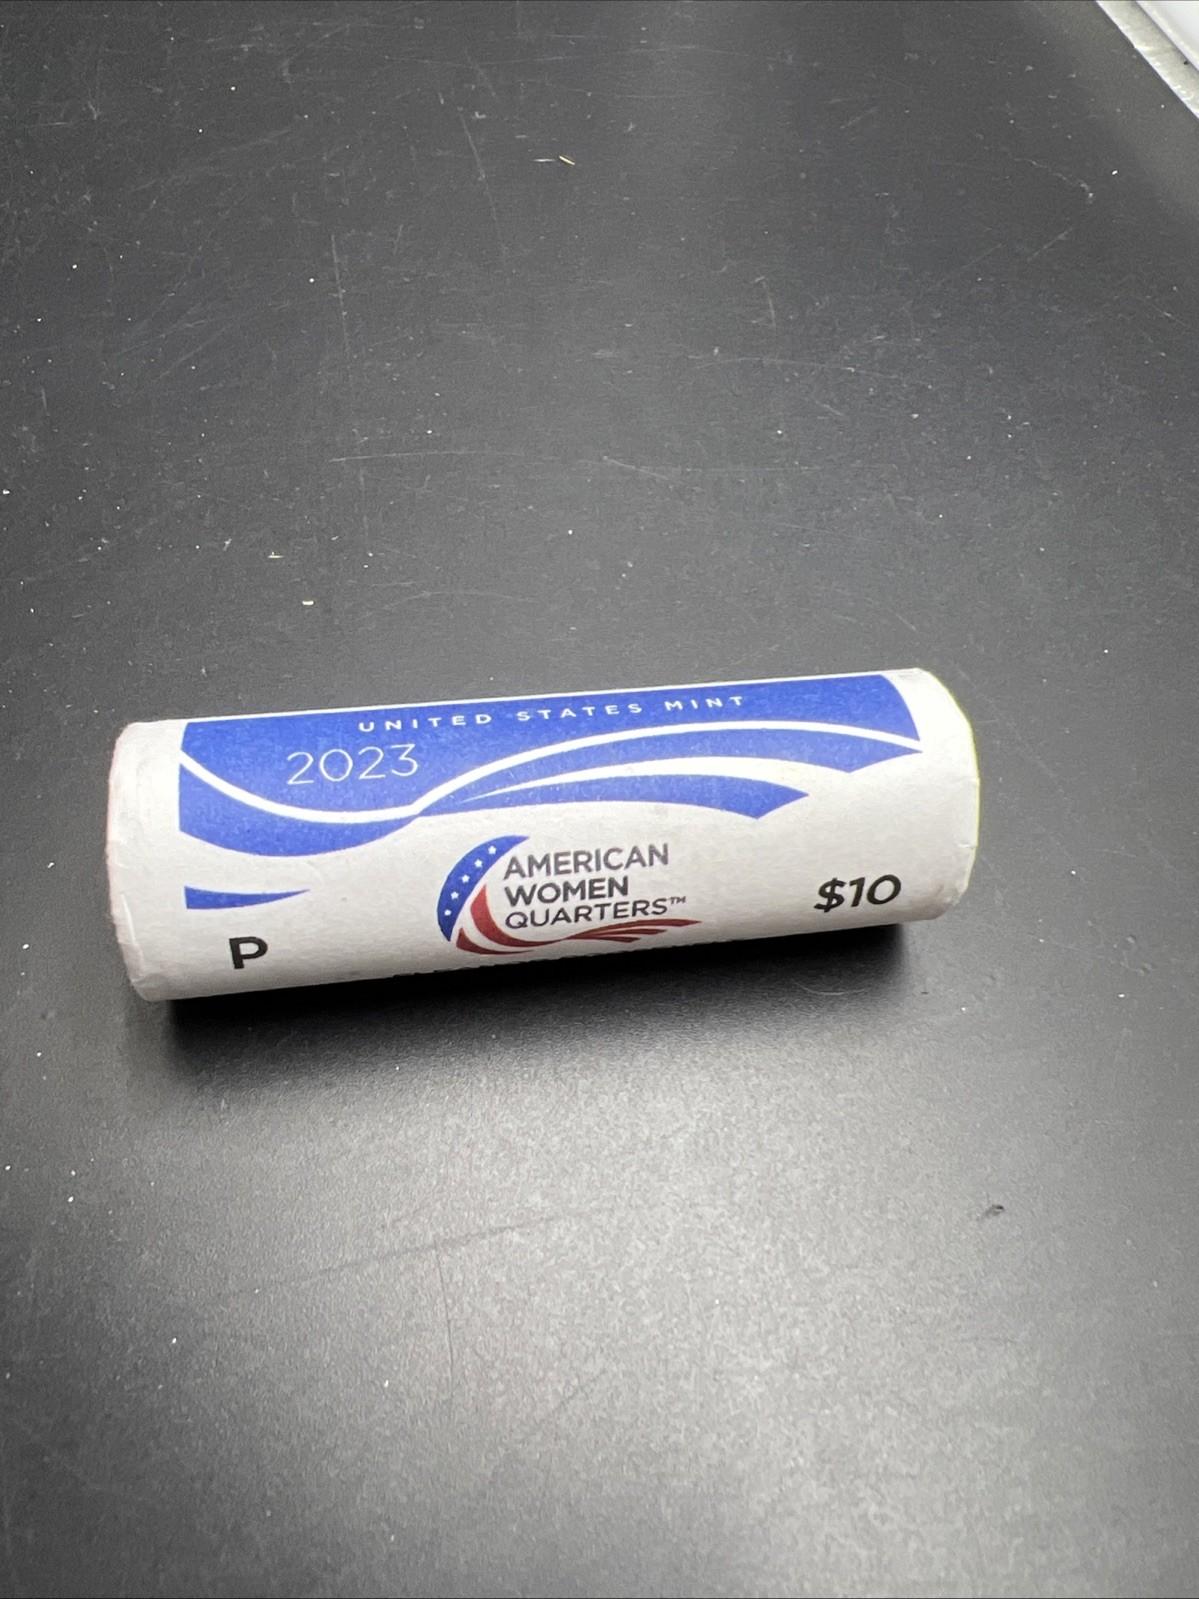 UNITED STATES MINT
2023
AMERICAN
WOMEN
QUARTERS™
$10
P